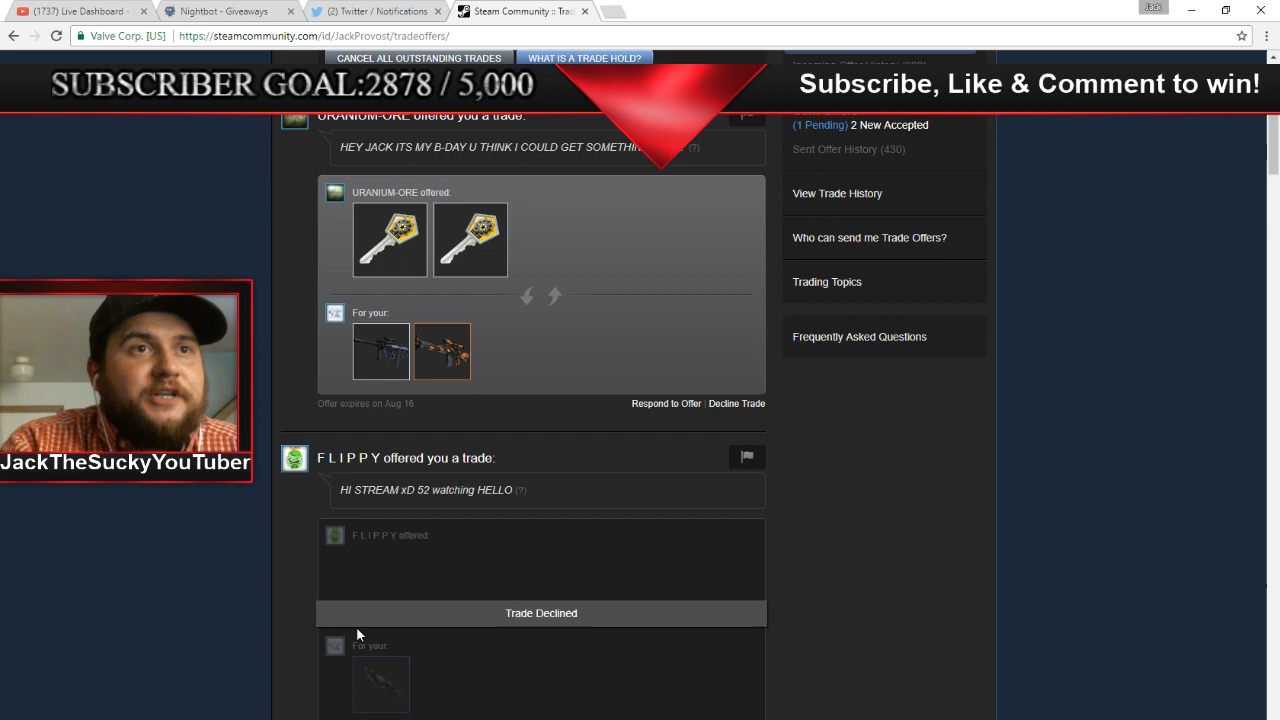 (1737) Live Dashboard -
Nightbot - Giveaways
(2) Twitter / Notifications
Steam Community :: Trad
Jack
Valve Corp. [US]
https://steamcommunity.com/id/JackProvost/tradeoffers/
CANCEL ALL OUTSTANDING TRADES
WHAT IS A TRADE HOLD?
SUBSCRIBER GOAL:2878 / 5,000
Subscribe, Like & Comment to win!
URANIUM-ORE offered you a trade:
(1 Pending) 2 New Accepted
HEY JACK ITS MY B-DAY U THINK I COULD GET SOMETHIN
(?)
Sent Offer History (430)
URANIUM-ORE offered:
View Trade History
Who can send me Trade Offers?
Trading Topics
For your:
Frequently Asked Questions
Offer expires on Aug 16
Respond to Offer | Decline Trade
F L I P P Y offered you a trade:
JackTheSuckyYouTuber
HI STREAM xD 52 watching HELLO (?)
F L I P P Y offered:
Trade Declined
For your: